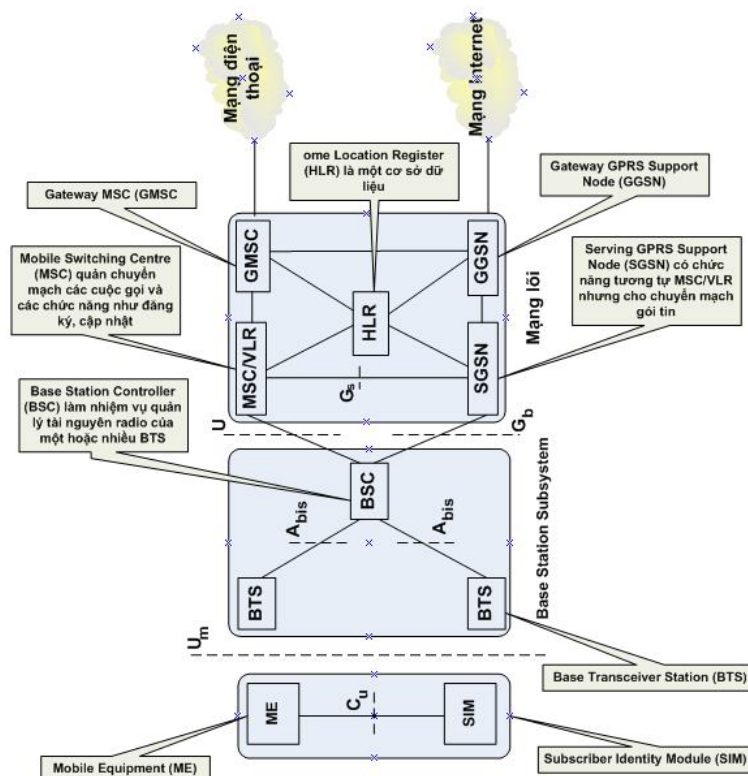 Mạng điện
thoại
Mạng Internet
ome Location Register
(HLR) là một cơ sở dữ
liệu
Gateway MSC (GMSC
Gateway GPRS Support
Node (GGSN)
Mobile Switching Centre
(MSC) quản chuyển
mạch các cuộc gọi và
các chức năng như đăng
ký, cập nhật
Serving GPRS Support
Node (SGSN) có chức
năng tương tự MSC/VLR
nhưng cho chuyển mạch
gói tin
GMSC
GGSN
HLR
MSC/VLR
SGSN
Gs
Mạng lõi
Base Station Controller
(BSC) làm nhiệm vụ quản
lý tài nguyên radio của
một hoặc nhiều BTS
U
Gb
BSC
Abis
Abis
BTS
BTS
Base Station Subsystem
Um
Base Transceiver Station (BTS)
ME
Cu
SIM
Mobile Equipment (ME)
Subscriber Identity Module (SIM)